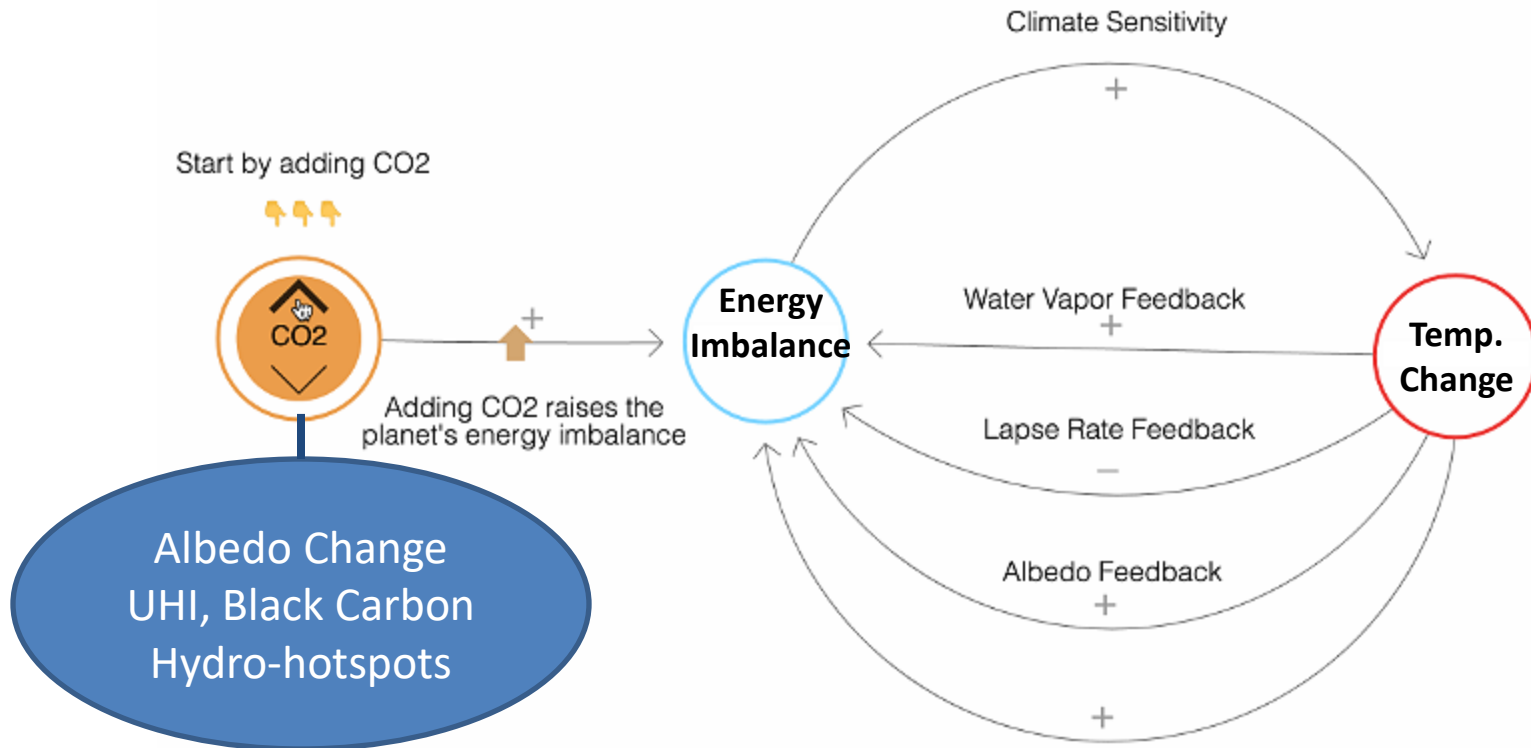 Climate Sensitivity
+
Start by adding CO2
👇👇👇
CO2
+
Adding CO2 raises the
planet's energy imbalance
Energy
Imbalance
Water Vapor Feedback
+
Temp.
Change
Lapse Rate Feedback
−
Albedo Feedback
+
+
Albedo Change
UHI, Black Carbon
Hydro-hotspots